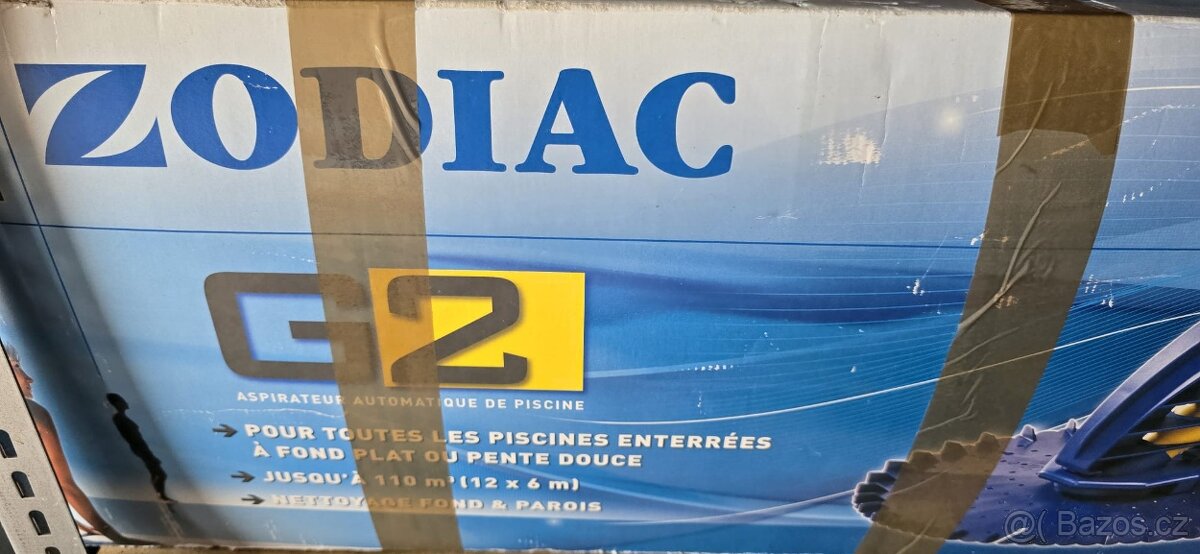 ZODIAC
G2
ASPIRATEUR AUTOMATIQUE DE PISCINE
➔ POUR TOUTES LES PISCINES ENTERRÉES
À FOND PLAT OU PENTE DOUCE
➔ JUSQU'À 110 m³ (12 x 6 m)
➔ NETTOYAGE FOND & PAROIS
Bazos.cz